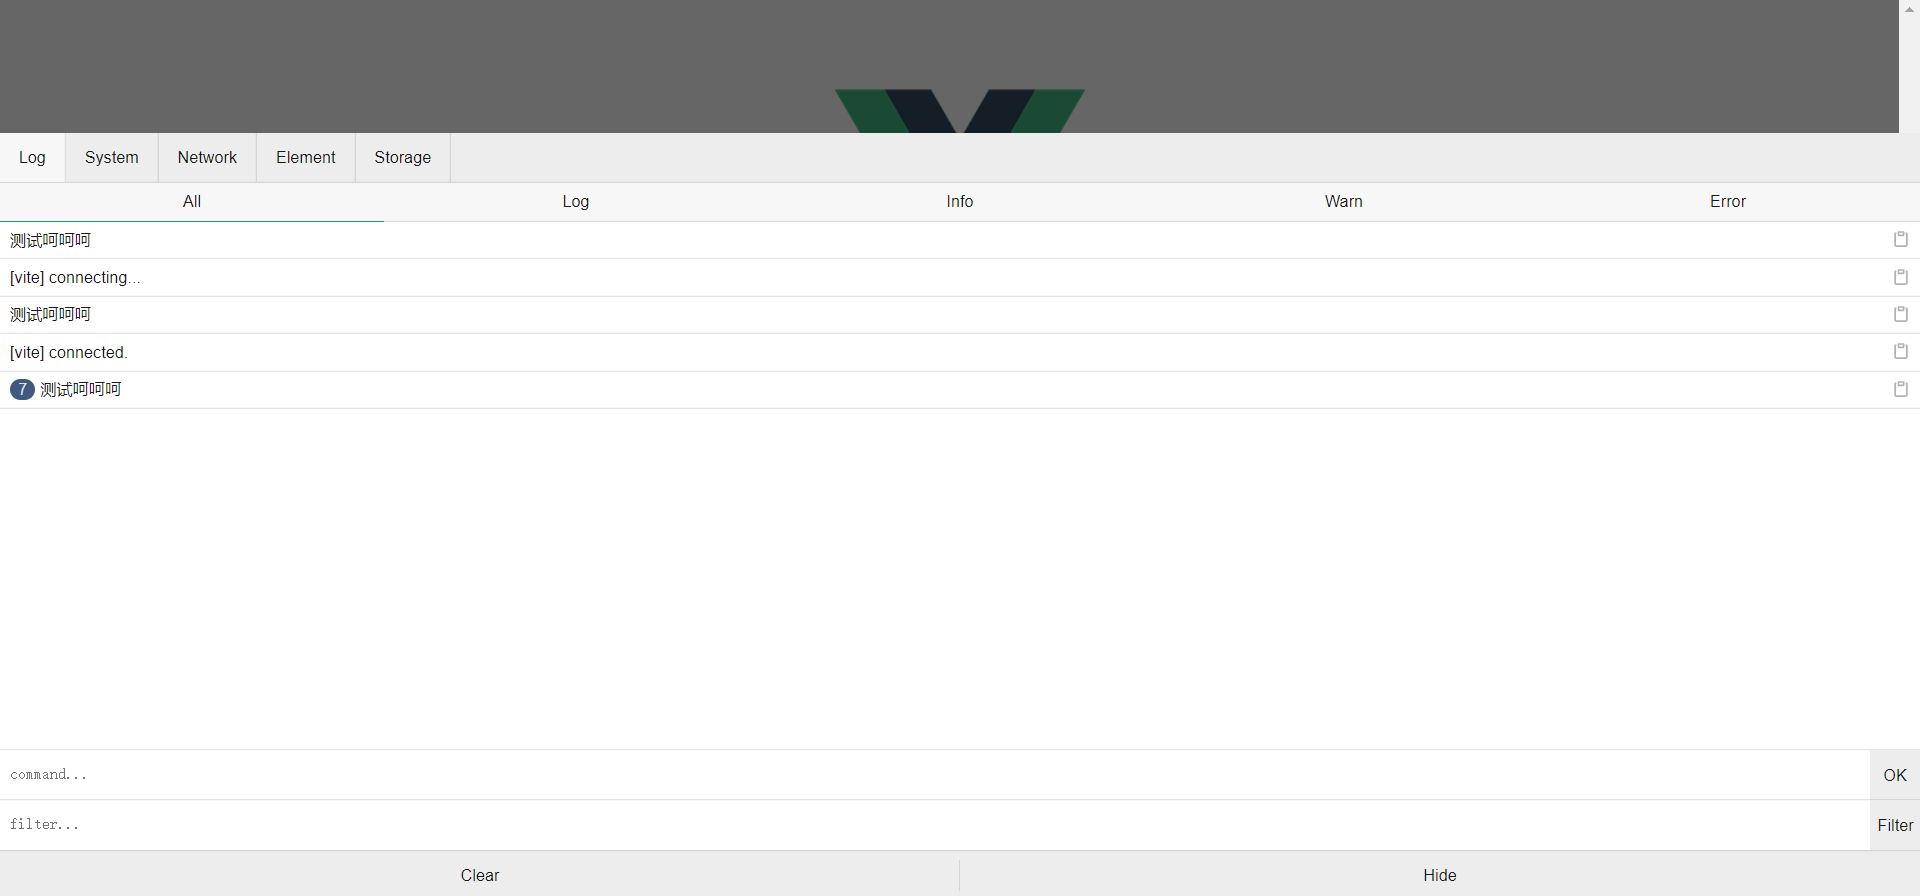 Log System Network Element Storage
All Log Info Warn Error
测试呵呵呵
[vite] connecting...
测试呵呵呵
[vite] connected.
7 测试呵呵呵
command... OK
filter... Filter
Clear Hide